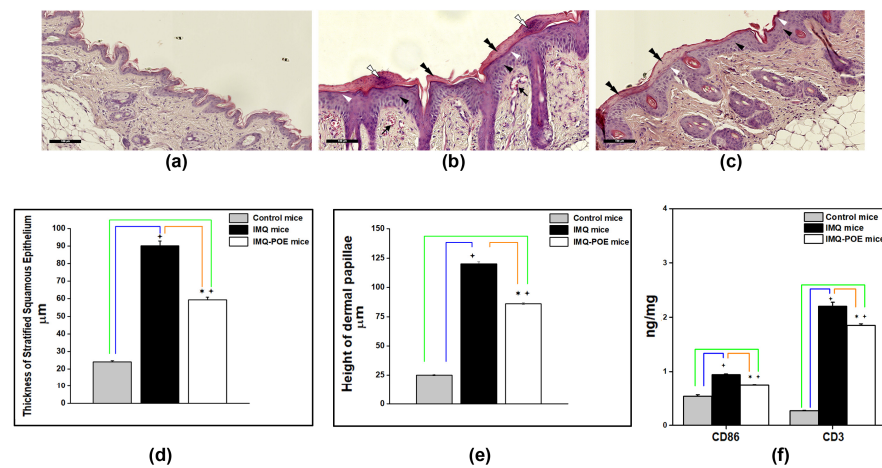 (a)
(b)
(c)
Thickness of Stratified Squamous Epithelium
μm
100
90
80
70
60
50
40
30
20
10
0
Control mice
IMQ mice
IMQ-POE mice
+
* +
(d)
Height of dermal papillae
μm
150
125
100
75
50
25
0
Control mice
IMQ mice
IMQ-POE mice
+
* +
(e)
ng/mg
4
3
2
1
0
Control mice
IMQ mice
IMQ-POE mice
+
* +
+
* +
CD86
CD3
(f)